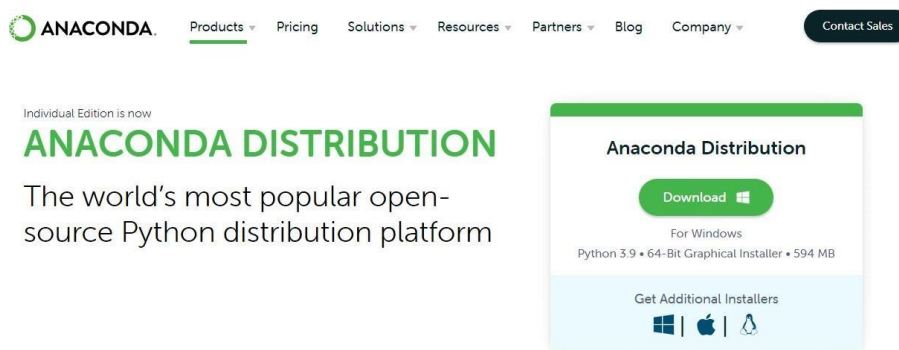 ANACONDA.
Products
Pricing
Solutions
Resources
Partners
Blog
Company
Contact Sales
Individual Edition is now
ANACONDA DISTRIBUTION
The world's most popular open-
source Python distribution platform
Anaconda Distribution
Download
For Windows
Python 3.9 • 64-Bit Graphical Installer • 594 MB
Get Additional Installers